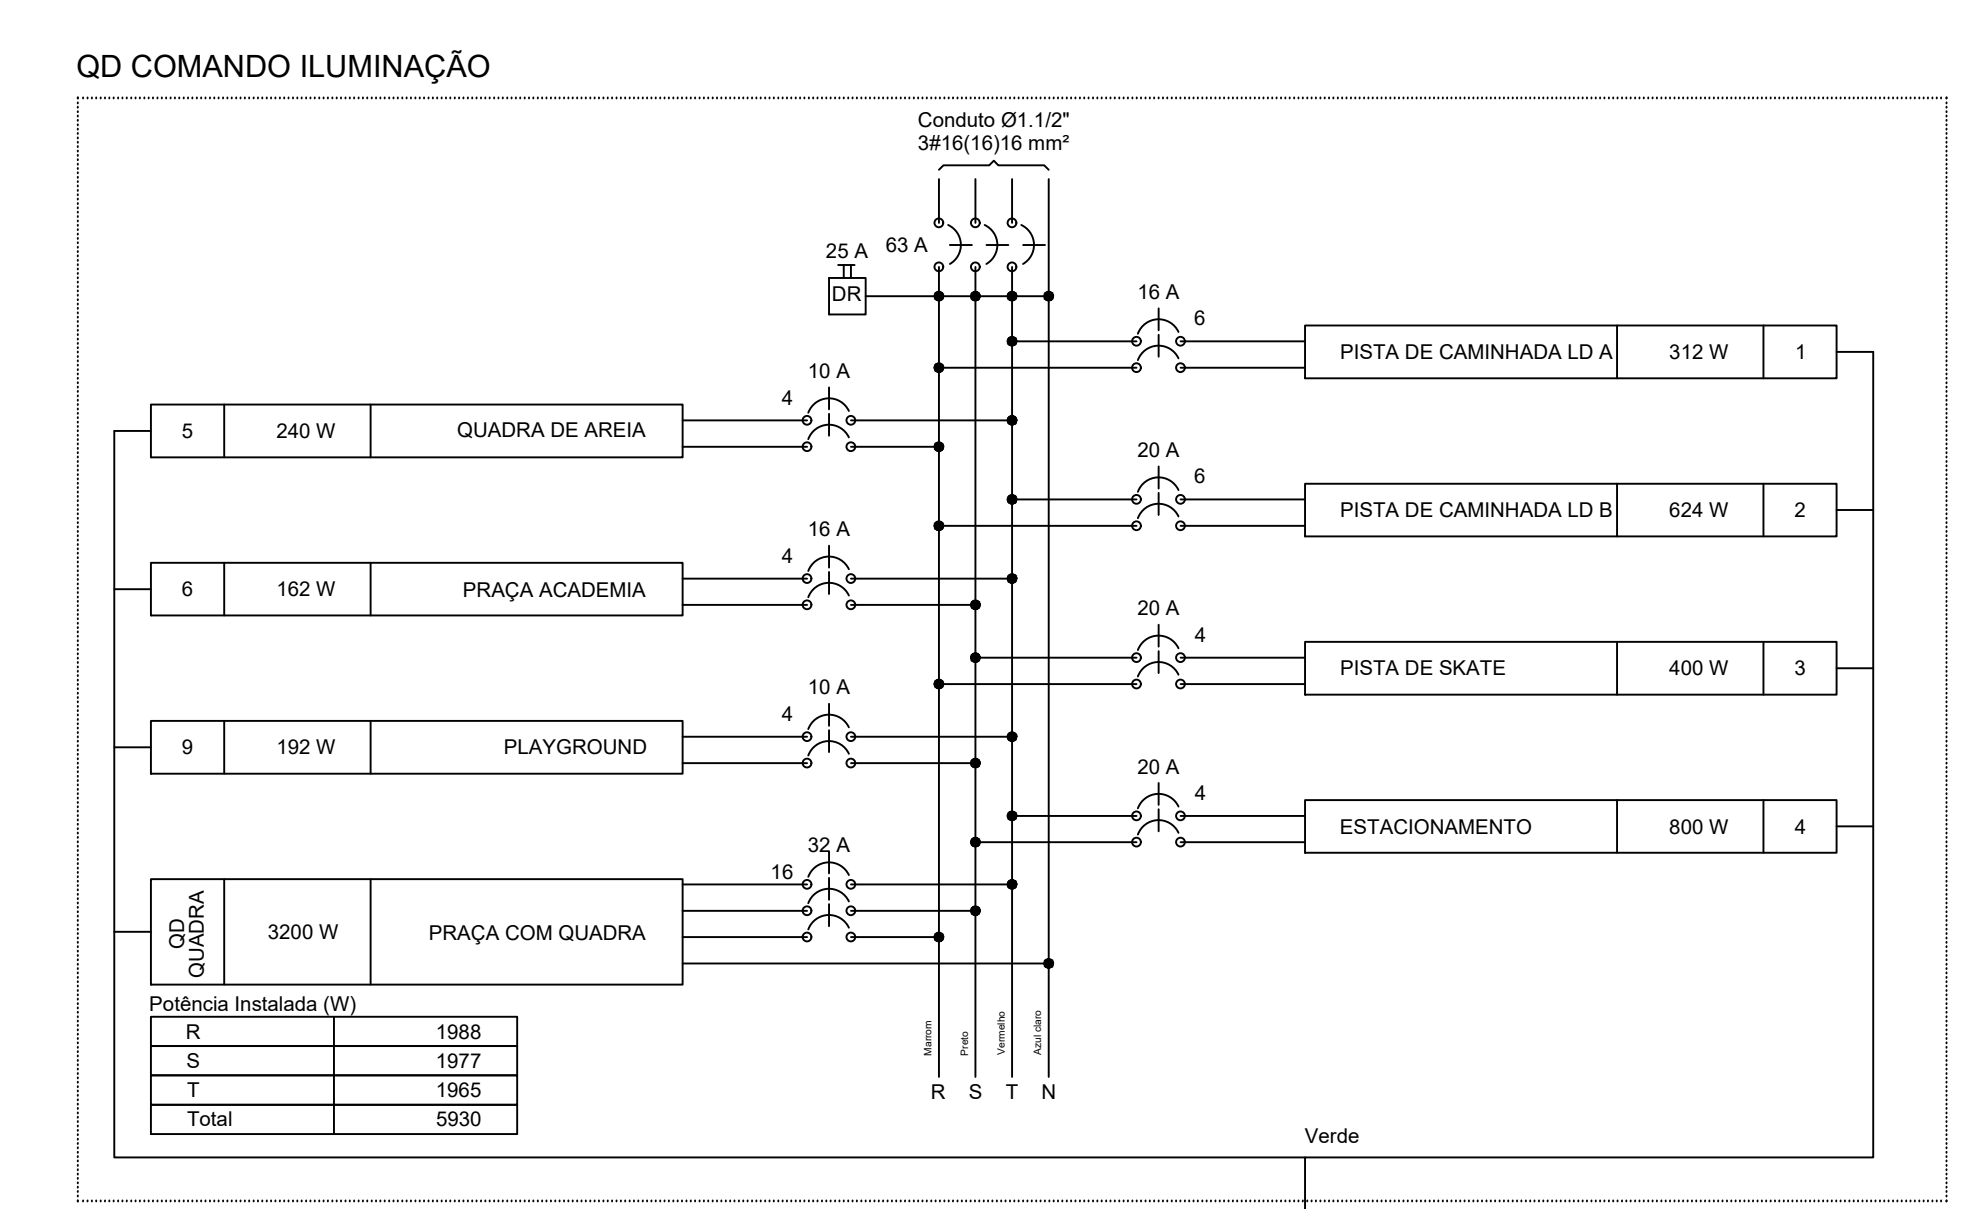 QD COMANDO ILUMINAÇÃO
Conduto Ø1.1/2"
3#16(16)16 mm²
63 A
25 A
DR
16 A
6
PISTA DE CAMINHADA LD A 312 W 1
10 A
4
5 240 W QUADRA DE AREIA
20 A
6
PISTA DE CAMINHADA LD B 624 W 2
16 A
4
6 162 W PRAÇA ACADEMIA
20 A
4
PISTA DE SKATE 400 W 3
10 A
4
9 192 W PLAYGROUND
20 A
4
ESTACIONAMENTO 800 W 4
32 A
16
QD
QUADRA
3200 W PRAÇA COM QUADRA
Potência Instalada (W)
R 1988
S 1977
T 1965
Total 5930
Marrom
Preto
Vermelho
Azul claro
R S T N
Verde